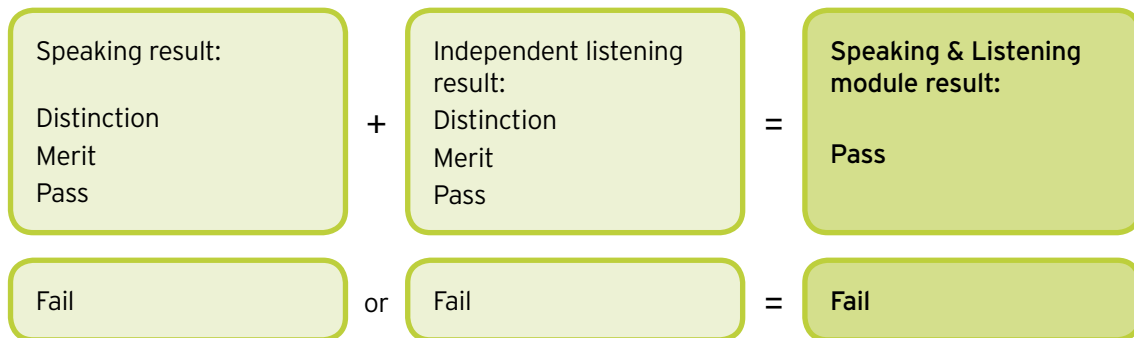 Speaking result:
Distinction
Merit
Pass
+
Independent listening
result:
Distinction
Merit
Pass
=
Speaking & Listening
module result:
Pass
Fail
or
Fail
=
Fail